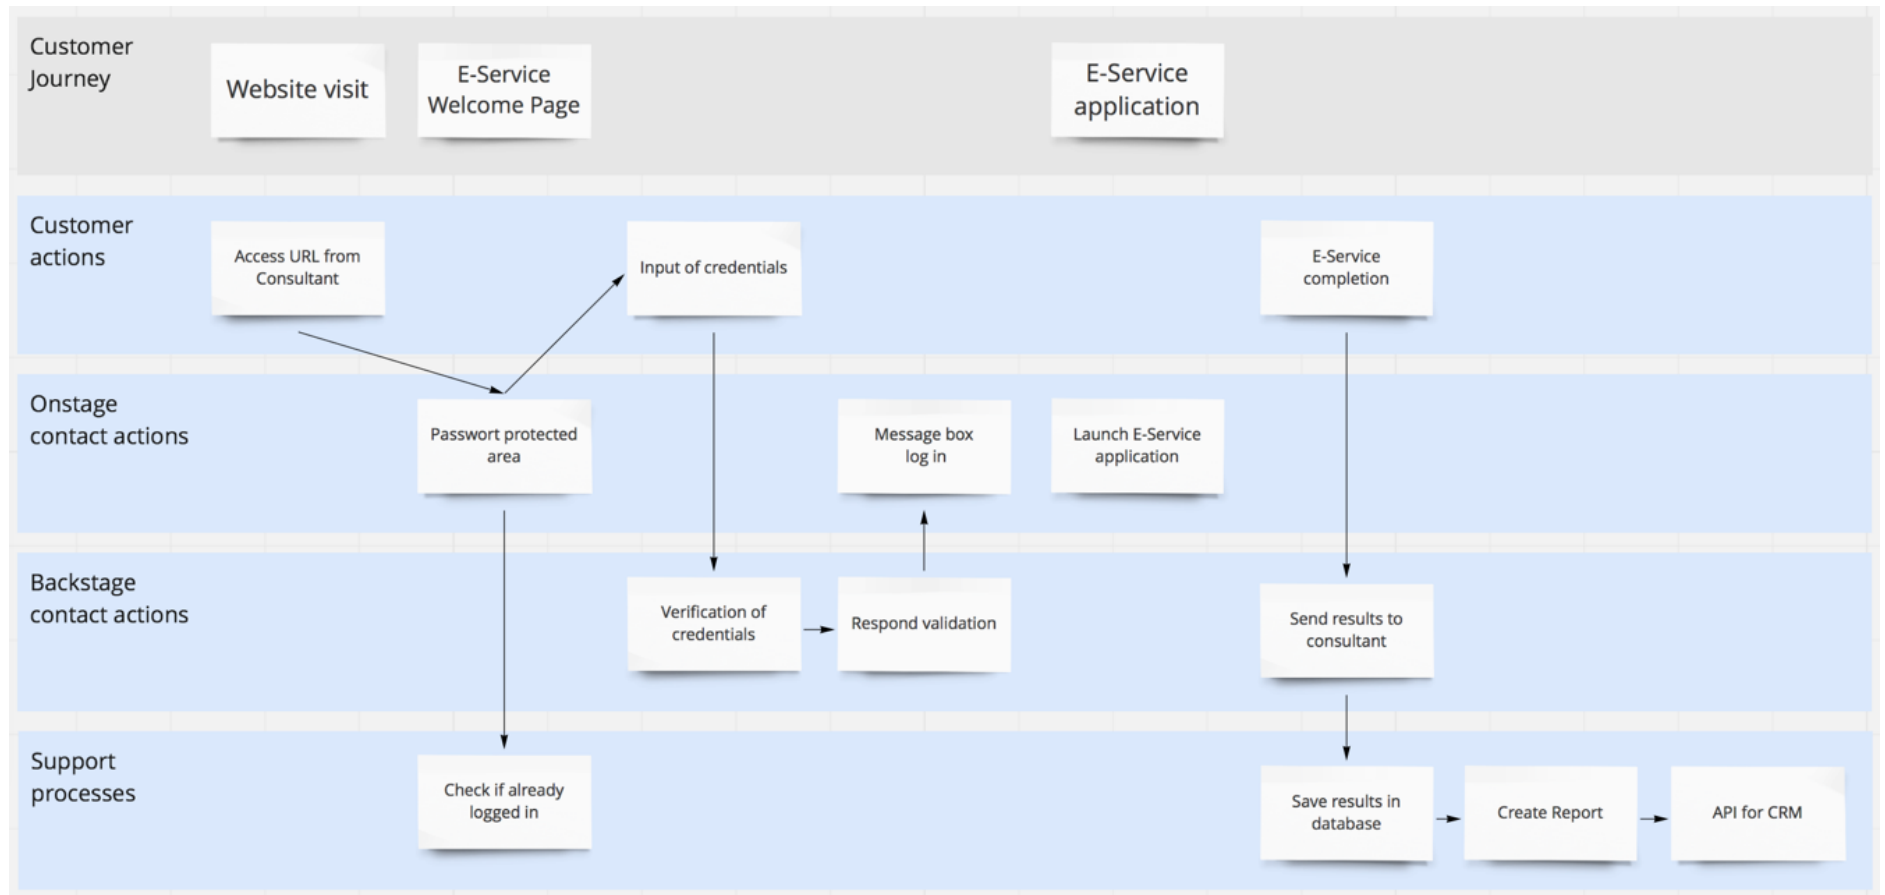 Customer
Journey
Website visit
E-Service
Welcome Page
E-Service
application
Customer
actions
Access URL from
Consultant
Input of credentials
E-Service
completion
Onstage
contact actions
Passwort protected
area
Message box
log in
Launch E-Service
application
Backstage
contact actions
Verification of
credentials
Respond validation
Send results to
consultant
Support
processes
Check if already
logged in
Save results in
database
Create Report
API for CRM